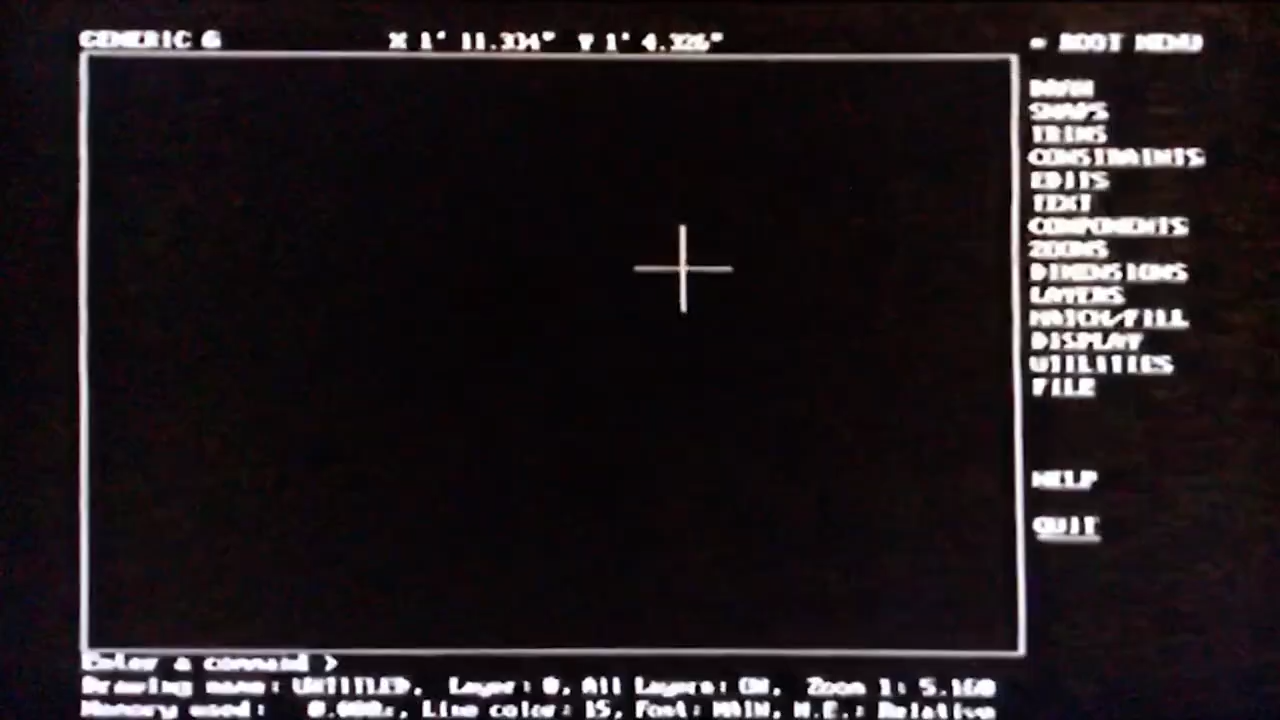 GENERIC 6 X 1' 11.334" Y 1' 4.326"
= ROOT MENU
DRAW
SNAPS
TRIMS
CONSTRAINTS
EDITS
TEXT
COMPONENTS
ZOOMS
DIMENSIONS
LAYERS
HATCH/FILL
DISPLAY
UTILITIES
FILE
HELP
QUIT
Enter a command >
Drawing name: UNTITLED, Layer: 0, All Layers: ON, Zoom 1: 5.160
Memory used: 0.000%, Line color: 15, Font: MAIN, M.E.: Relative